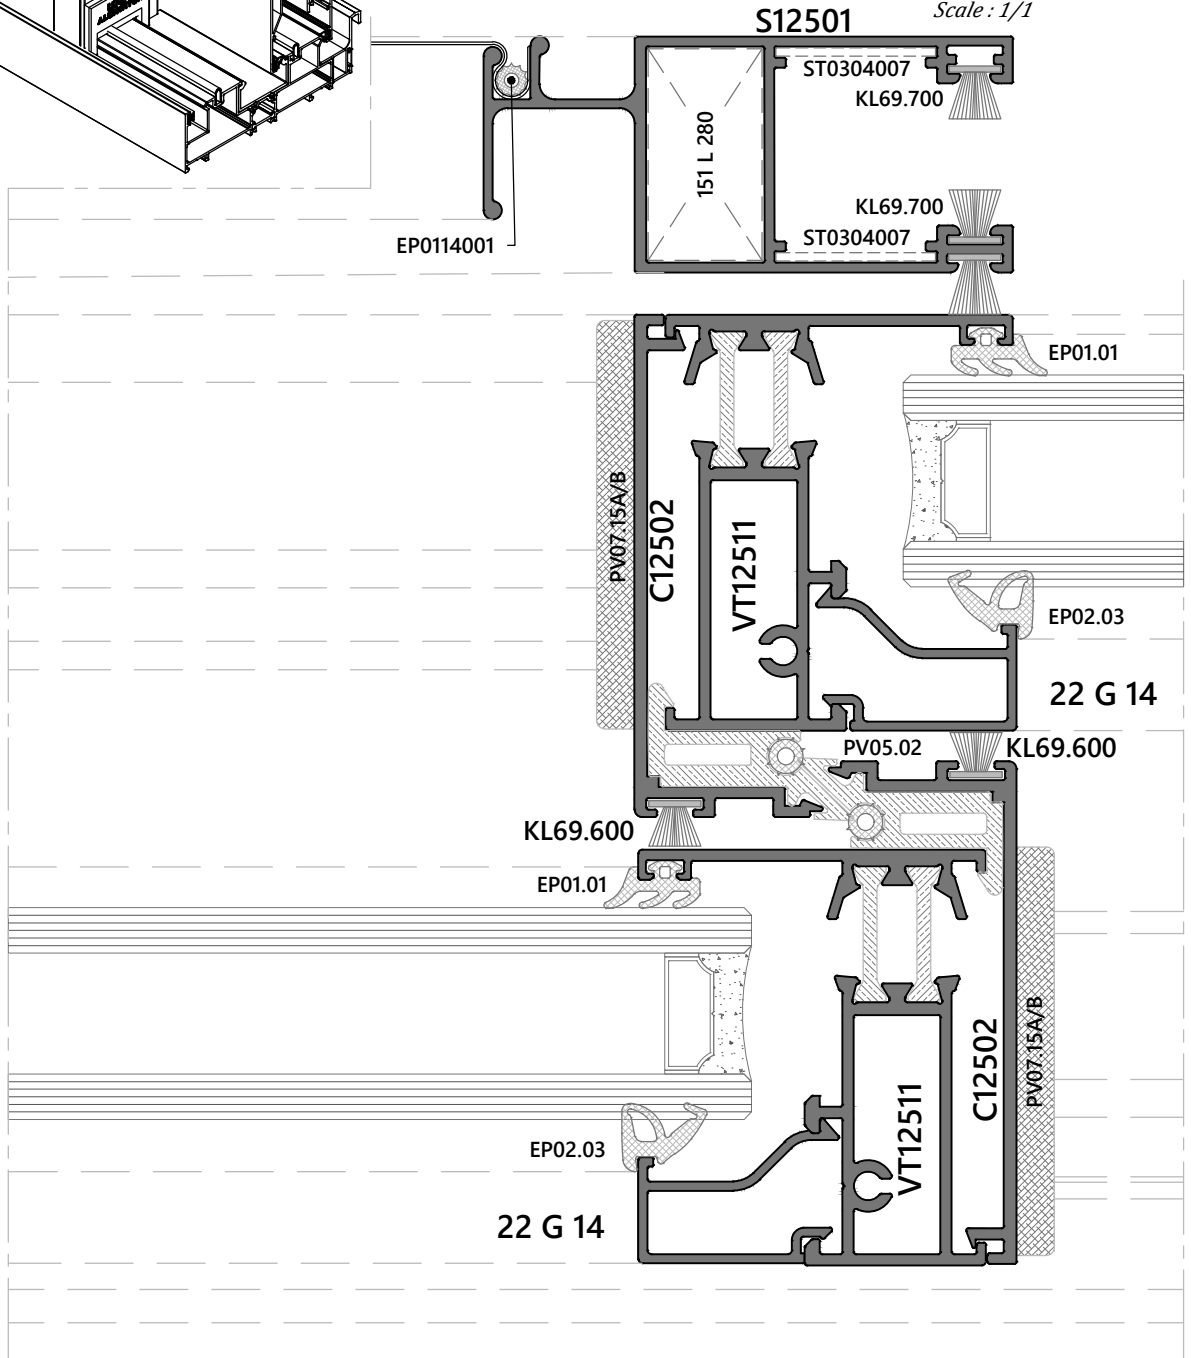 Scale : 1/1
S12501
ST0304007
KL69.700
151 L 280
KL69.700
ST0304007
EP0114001
EP01.01
PV07.15A/B
C12502
VT12511
EP02.03
22 G 14
PV05.02
KL69.600
KL69.600
EP01.01
C12502
PV07.15A/B
VT12511
EP02.03
22 G 14